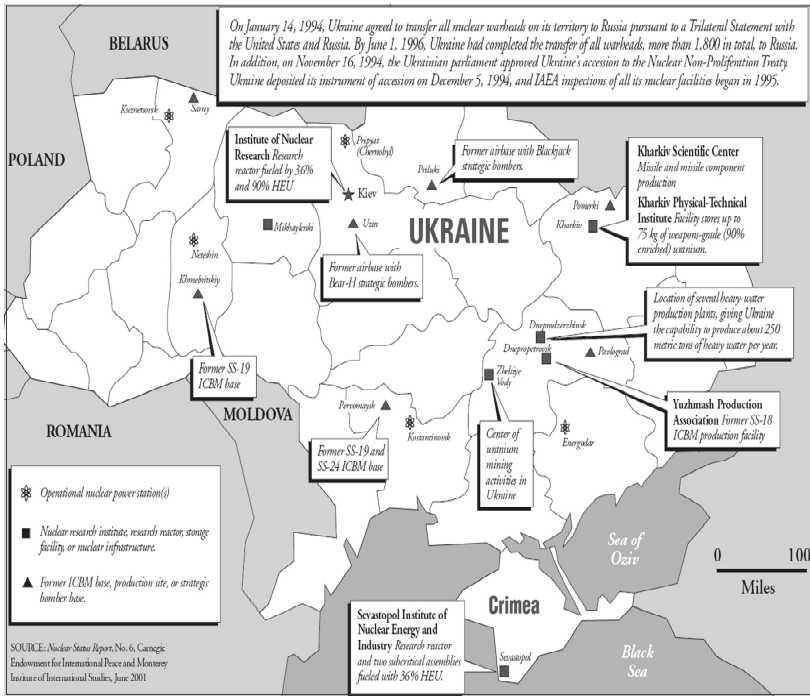 On January 14, 1994, Ukraine agreed to transfer all nuclear warheads on its territory to Russia pursuant to a Trilateral Statement with
the United States and Russia. By June 1, 1996, Ukraine had completed the transfer of all warheads, more than 1,800 in total, to Russia.
In addition, on November 16, 1994, the Ukrainian parliament approved Ukraine's accession to the Nuclear Non-Proliferation Treaty.
Ukraine deposited its instrument of accession on December 5, 1994, and IAEA inspections of all its nuclear facilities began in 1995.
BELARUS
Kuznetsovsk
Sarny
POLAND
Institute of Nuclear
Research Research
reactor fueled by 36%
and 90% HEU
Pripyat
(Chernobyl)
Former airbase with Blackjack
strategic bombers.
Priluki
Kharkiv Scientific Center
Missile and missile component
production
Kharkiv Physical-Technical
Institute Facility stores up to
75 kg of weapons-grade (90%
enriched) uranium.
Kiev
Pomerki
Kharkiv
Mikhaylenki
Uzin
UKRAINE
Neteshin
Khmelnitskiy
Former airbase with
Bear-H strategic bombers.
Location of several heavy-water
production plants, giving Ukraine
the capability to produce about 250
metric tons of heavy water per year.
Dneprodzerzhinsk
Dnepropetrovsk
Pavlograd
Former SS-19
ICBM base
Zheltiye
Vody
MOLDOVA
Pervomaysk
Kostantinovsk
Yuzhmash Production
Association Former SS-18
ICBM production facility
ROMANIA
Former SS-19 and
SS-24 ICBM base
Center of
uranium
mining
activities in
Ukraine
Energodar
Operational nuclear power station(s)
Nuclear research institute, research reactor, storage
facility, or nuclear infrastructure.
Former ICBM base, production site, or strategic
bomber base.
Sea of
Oziv
0 100
Miles
Crimea
Sevastopol Institute of
Nuclear Energy and
Industry Research reactor
and two subcritical assemblies
fueled with 36% HEU.
Sevastopol
Black
Sea
SOURCE: Nuclear Status Report, No. 6, Carnegie
Endowment for International Peace and Monterey
Institute of International Studies, June 2001